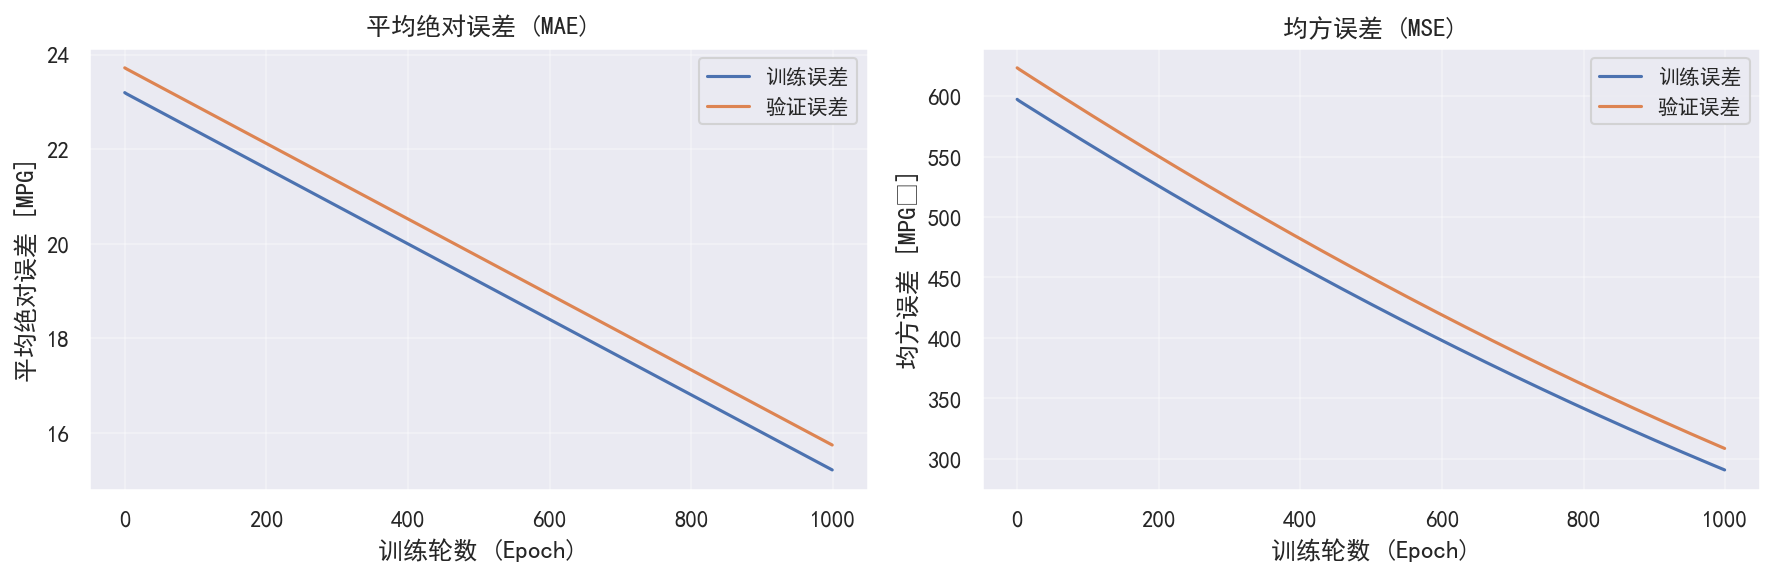 平均绝对误差 (MAE)
24
22
20
18
16
平均绝对误差 [MPG]
训练误差
验证误差
0 200 400 600 800 1000
训练轮数 (Epoch)
均方误差 (MSE)
600
550
500
450
400
350
300
均方误差 [MPG□]
训练误差
验证误差
0 200 400 600 800 1000
训练轮数 (Epoch)